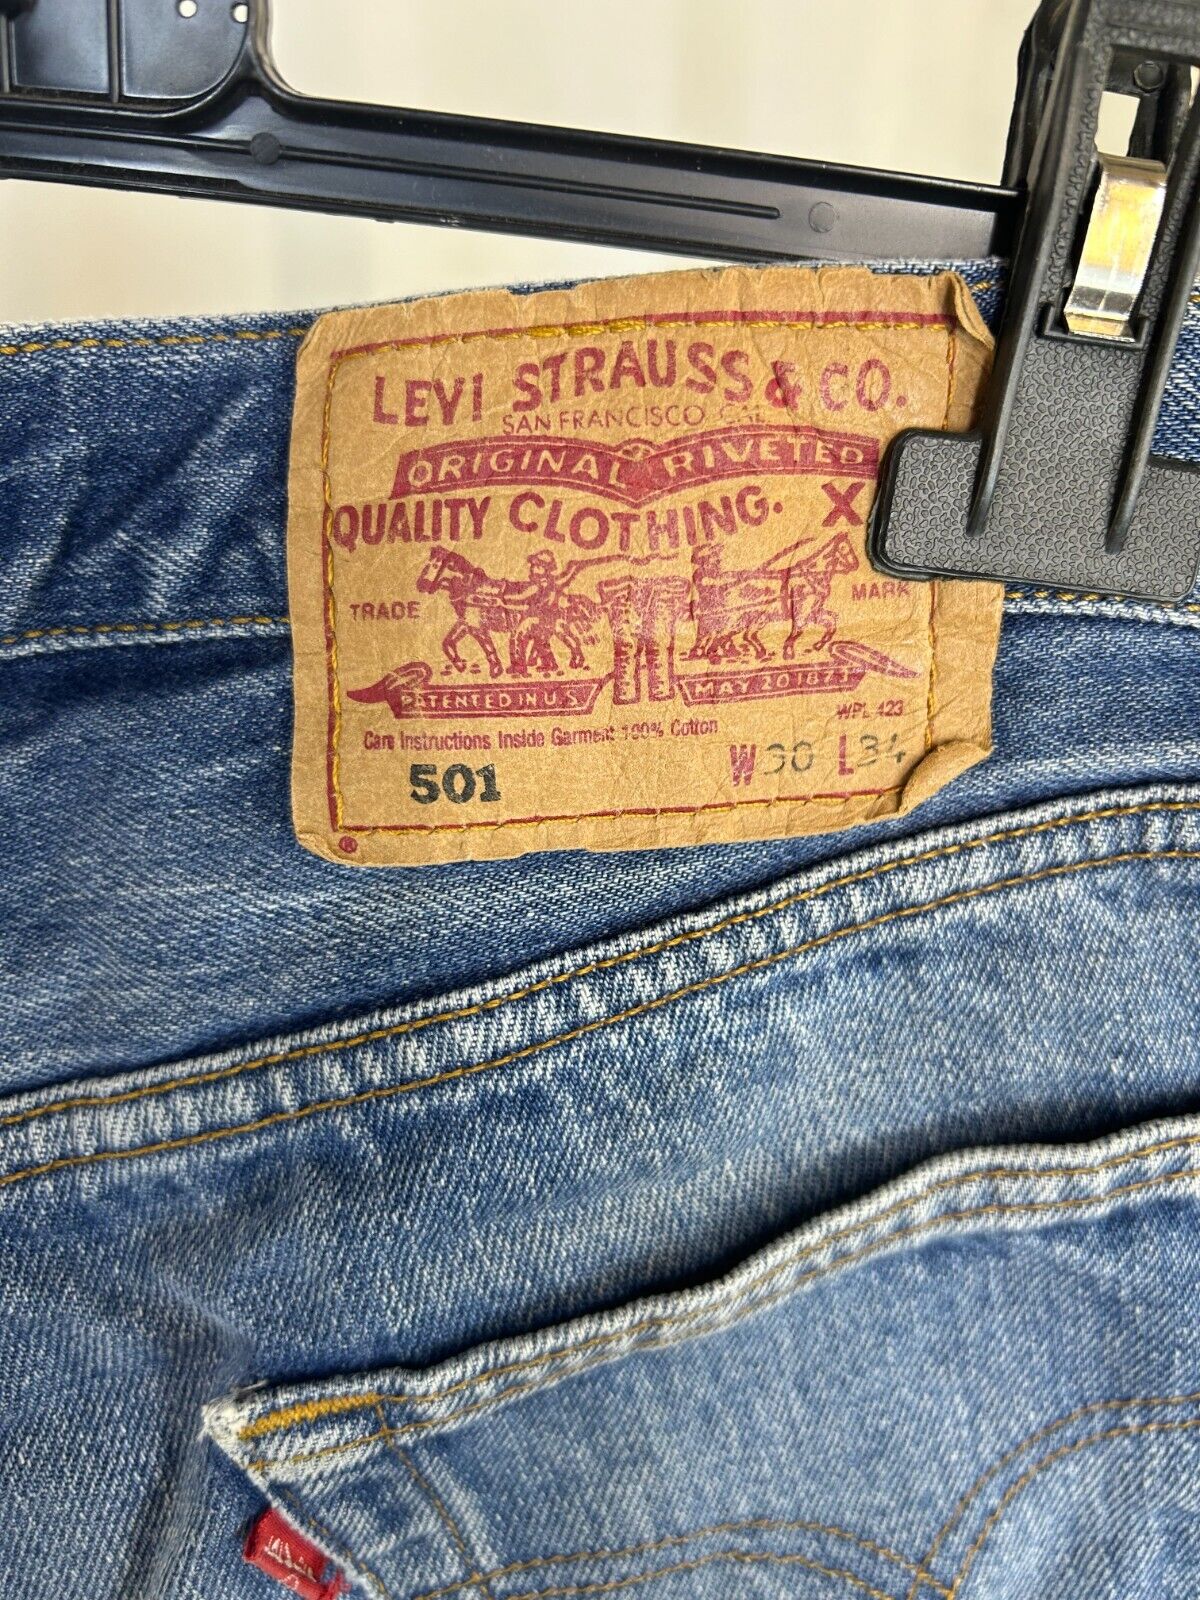 LEVI STRAUSS & CO.
SAN FRANCISCO CAL
ORIGINAL RIVETED
QUALITY CLOTHING. X
TRADE MARK
PATENTED IN U.S. MAY 20 1873
WPL 423
Care Instructions Inside Garment 100% Cotton
501 W30 L34
®